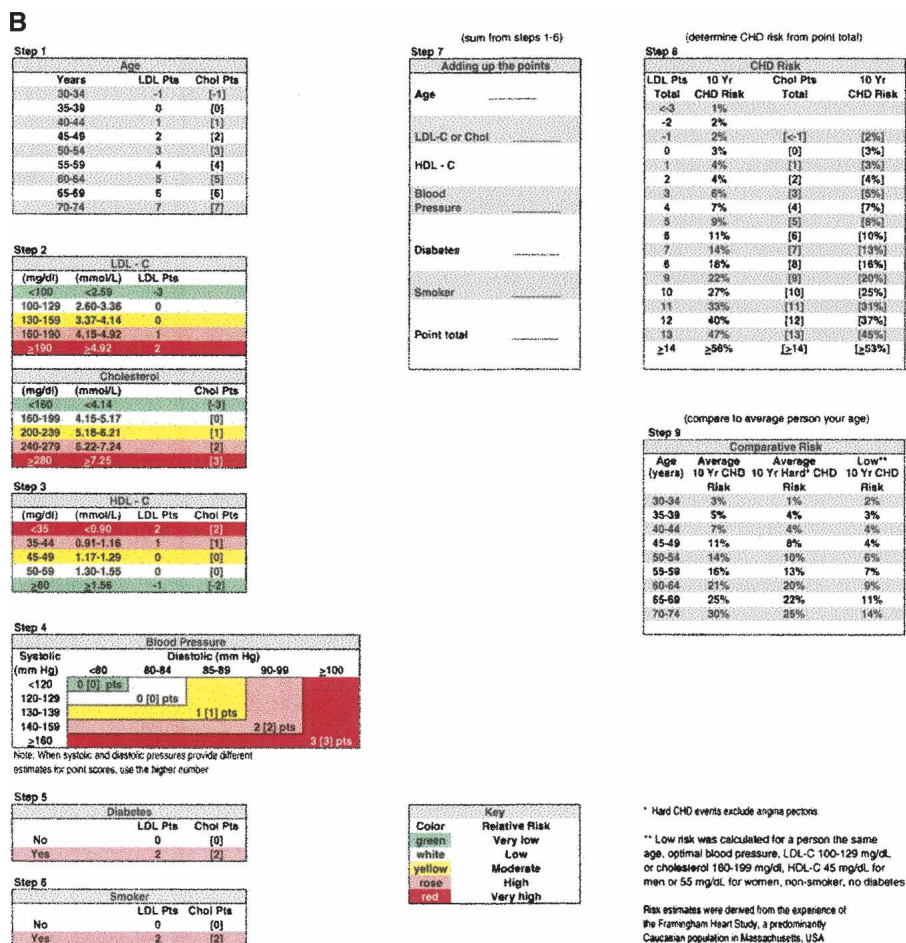 B
Step 1
Age
Years LDL Pts Chol Pts
30-34 -1 [-1]
35-39 0 [0]
40-44 1 [1]
45-49 2 [2]
50-54 3 [3]
55-59 4 [4]
60-64 5 [5]
65-69 6 [6]
70-74 7 [7]
Step 2
LDL - C
(mg/dl) (mmol/L) LDL Pts
<100 <2.59 -3
100-129 2.60-3.36 0
130-159 3.37-4.14 0
160-190 4.15-4.92 1
≥190 ≥4.92 2
Cholesterol
(mg/dl) (mmol/L) Chol Pts
<160 <4.14 [-3]
160-199 4.15-5.17 [0]
200-239 5.18-6.21 [1]
240-279 6.22-7.24 [2]
≥280 ≥7.25 [3]
Step 3
HDL - C
(mg/dl) (mmol/L) LDL Pts Chol Pts
<35 <0.90 2 [2]
35-44 0.91-1.16 1 [1]
45-49 1.17-1.29 0 [0]
50-59 1.30-1.55 0 [0]
≥60 ≥1.56 -1 [-2]
Step 4
Blood Pressure
Systolic Diastolic (mm Hg)
(mm Hg) <80 80-84 85-89 90-99 ≥100
<120 0 [0] pts
120-129 0 [0] pts
130-139 1 [1] pts
140-159 2 [2] pts
≥160 3 [3] pts
Note: When systolic and diastolic pressures provide different
estimates for point scores, use the higher number
Step 5
Diabetes
LDL Pts Chol Pts
No 0 [0]
Yes 2 [2]
Step 6
Smoker
LDL Pts Chol Pts
No 0 [0]
Yes 2 [2]
(sum from steps 1-6)
Step 7
Adding up the points
Age
LDL-C or Chol
HDL - C
Blood
Pressure
Diabetes
Smoker
Point total
Key
Color Relative Risk
green Very low
white Low
yellow Moderate
rose High
red Very high
(determine CHD risk from point total)
Step 8
CHD Risk
LDL Pts 10 Yr Chol Pts 10 Yr
Total CHD Risk Total CHD Risk
<-3 1%
-2 2%
-1 2% [<-1] [2%]
0 3% [0] [3%]
1 4% [1] [3%]
2 4% [2] [4%]
3 6% [3] [5%]
4 7% [4] [7%]
5 9% [5] [8%]
6 11% [6] [10%]
7 14% [7] [13%]
8 18% [8] [16%]
9 22% [9] [20%]
10 27% [10] [25%]
11 33% [11] [31%]
12 40% [12] [37%]
13 47% [13] [45%]
≥14 ≥56% [≥14] [≥53%]
(compare to average person your age)
Step 9
Comparative Risk
Age Average Average Low**
(years) 10 Yr CHD 10 Yr Hard* CHD 10 Yr CHD
Risk Risk Risk
30-34 3% 1% 2%
35-39 5% 4% 3%
40-44 7% 4% 4%
45-49 11% 8% 4%
50-54 14% 10% 6%
55-59 16% 13% 7%
60-64 21% 20% 9%
65-69 25% 22% 11%
70-74 30% 25% 14%
* Hard CHD events exclude angina pectoris
** Low risk was calculated for a person the same
age, optimal blood pressure, LDL-C 100-129 mg/dL
or cholesterol 160-199 mg/dl, HDL-C 45 mg/dL for
men or 55 mg/dL for women, non-smoker, no diabetes
Risk estimates were derived from the experience of
the Framingham Heart Study, a predominantly
Caucasian population in Massachusetts, USA